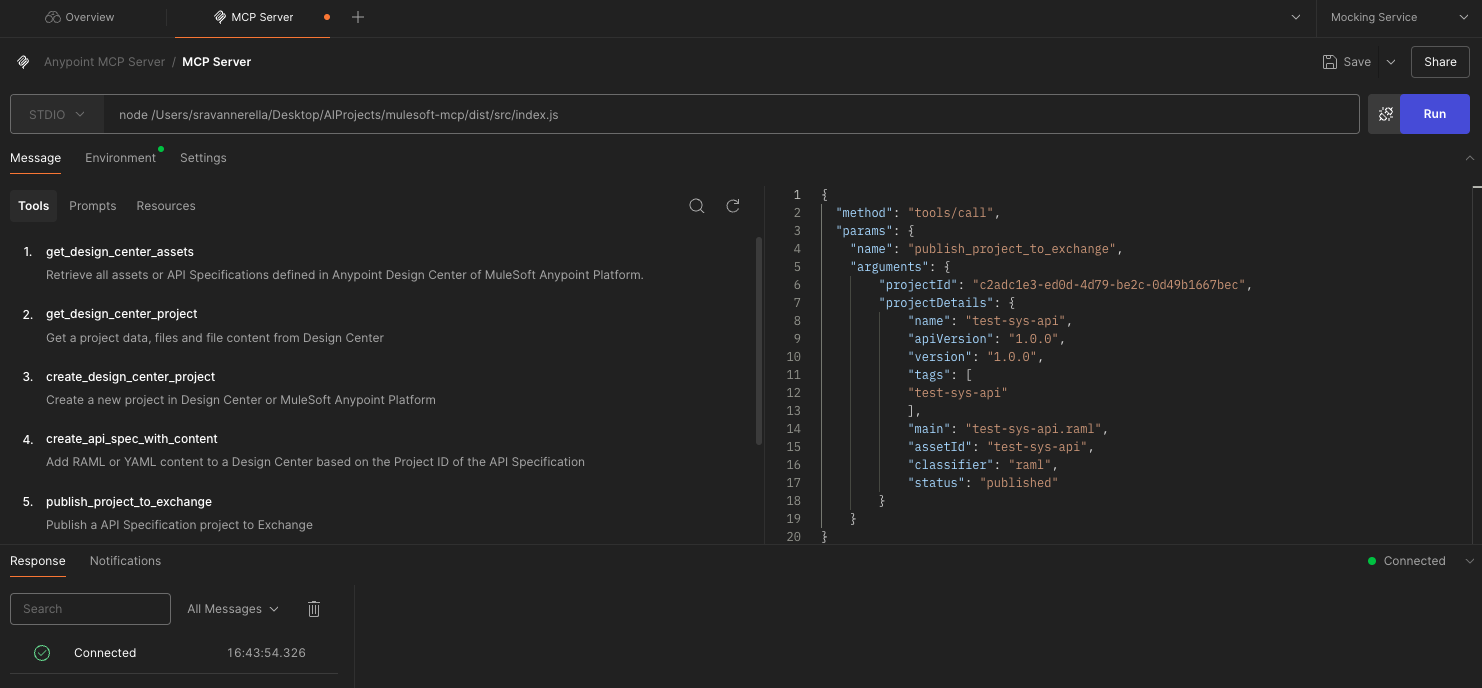 Overview
MCP Server
Mocking Service
Anypoint MCP Server / MCP Server
Save
Share
STDIO
node /Users/sravannerella/Desktop/AIProjects/mulesoft-mcp/dist/src/index.js
Run
Message
Environment
Settings
Tools
Prompts
Resources
1. get_design_center_assets
Retrieve all assets or API Specifications defined in Anypoint Design Center of MuleSoft Anypoint Platform.
2. get_design_center_project
Get a project data, files and file content from Design Center
3. create_design_center_project
Create a new project in Design Center or MuleSoft Anypoint Platform
4. create_api_spec_with_content
Add RAML or YAML content to a Design Center based on the Project ID of the API Specification
5. publish_project_to_exchange
Publish a API Specification project to Exchange
1 {
2 "method": "tools/call",
3 "params": {
4 "name": "publish_project_to_exchange",
5 "arguments": {
6 "projectId": "c2adc1e3-ed0d-4d79-be2c-0d49b1667bec",
7 "projectDetails": {
8 "name": "test-sys-api",
9 "apiVersion": "1.0.0",
10 "version": "1.0.0",
11 "tags": [
12 "test-sys-api"
13 ],
14 "main": "test-sys-api.raml",
15 "assetId": "test-sys-api",
16 "classifier": "raml",
17 "status": "published"
18 }
19 }
20 }
Response
Notifications
Connected
Search
All Messages
Connected
16:43:54.326